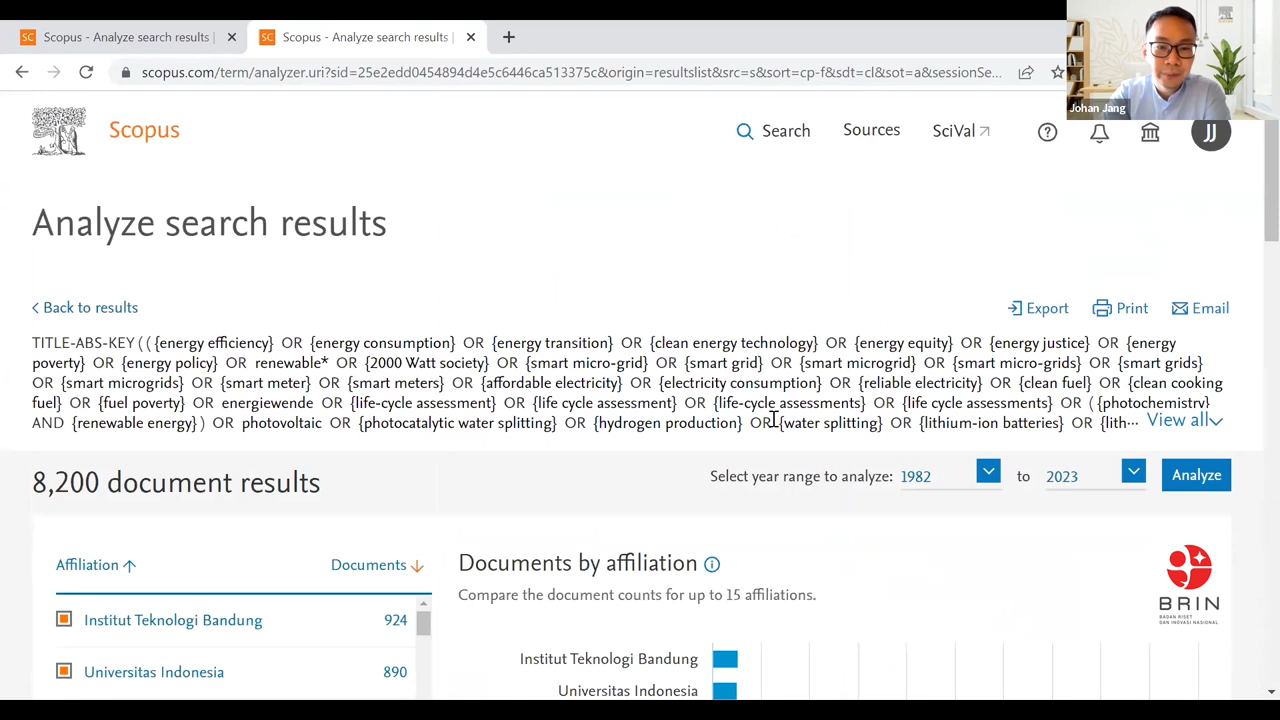 SC Scopus - Analyze search results |
SC Scopus - Analyze search results |
scopus.com/term/analyzer.uri?sid=25e2edd0454894d4e5c6446ca513375c&origin=resultslist&src=s&sort=cp-f&sdt=cl&sot=a&sessionSe...
Johan Jang
Scopus
Search Sources SciVal JJ
Analyze search results
Back to results
Export Print Email
TITLE-ABS-KEY ( ( {energy efficiency} OR {energy consumption} OR {energy transition} OR {clean energy technology} OR {energy equity} OR {energy justice} OR {energy
poverty} OR {energy policy} OR renewable* OR {2000 Watt society} OR {smart micro-grid} OR {smart grid} OR {smart microgrid} OR {smart micro-grids} OR {smart grids}
OR {smart microgrids} OR {smart meter} OR {smart meters} OR {affordable electricity} OR {electricity consumption} OR {reliable electricity} OR {clean fuel} OR {clean cooking
fuel} OR {fuel poverty} OR energiewende OR {life-cycle assessment} OR {life cycle assessment} OR {life-cycle assessments} OR {life cycle assessments} OR ( {photochemistry}
AND {renewable energy} ) OR photovoltaic OR {photocatalytic water splitting} OR {hydrogen production} OR {water splitting} OR {lithium-ion batteries} OR {lith···
View all
8,200 document results
Select year range to analyze: 1982 to 2023 Analyze
Affiliation Documents
Institut Teknologi Bandung 924
Universitas Indonesia 890
Documents by affiliation
Compare the document counts for up to 15 affiliations.
BRIN
BADAN RISET
DAN INOVASI NASIONAL
Institut Teknologi Bandung
Universitas Indonesia